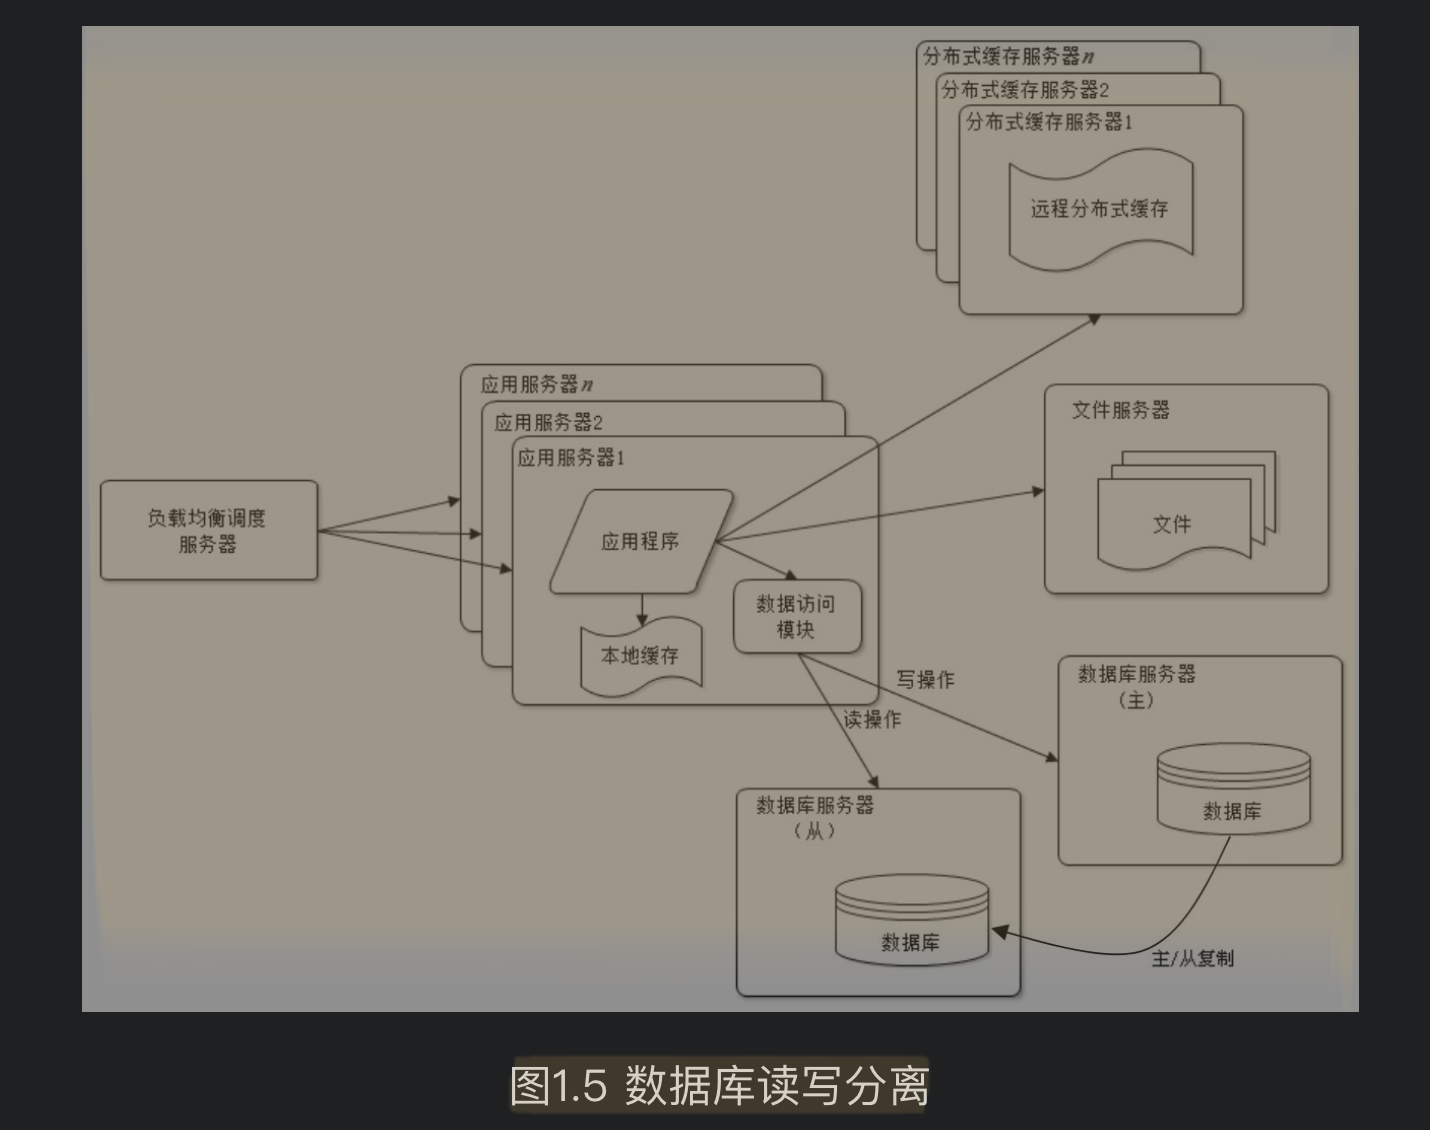 分布式缓存服务器n
分布式缓存服务器2
分布式缓存服务器1
远程分布式缓存
应用服务器n
应用服务器2
应用服务器1
应用程序
本地缓存
数据访问
模块
负载均衡调度
服务器
文件服务器
文件
写操作
读操作
数据库服务器
（主）
数据库
数据库服务器
（从）
数据库
主/从复制
图1.5 数据库读写分离